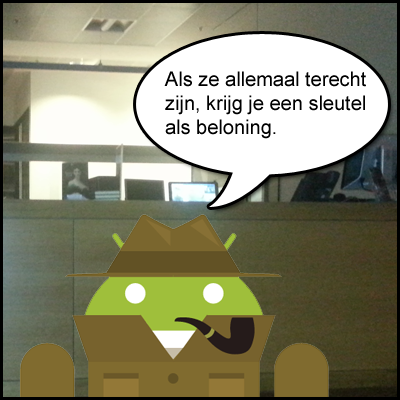 Als ze allemaal terecht
zijn, krijg je een sleutel
als beloning.